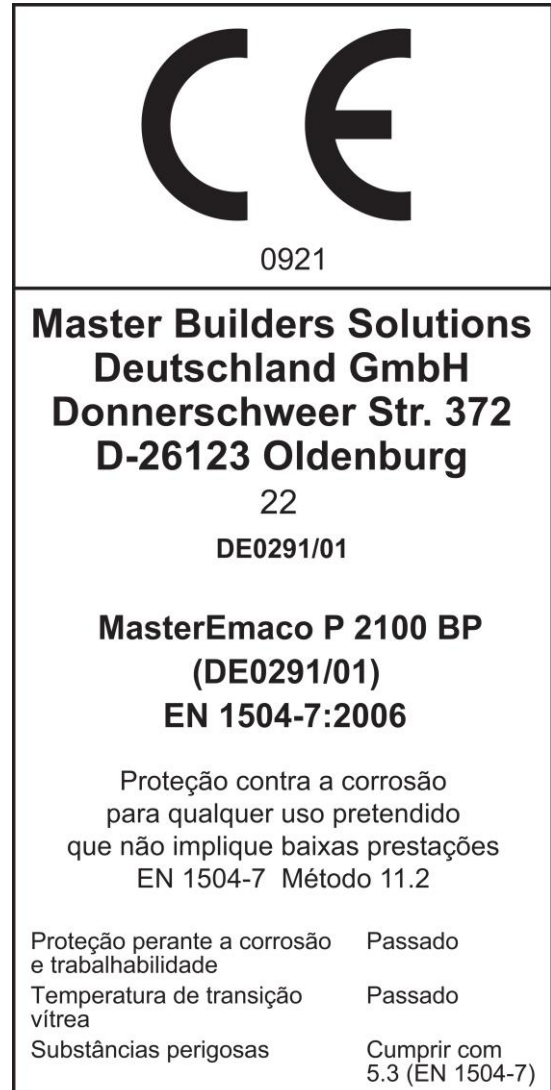 CE
0921
Master Builders Solutions
Deutschland GmbH
Donnerschweer Str. 372
D-26123 Oldenburg
22
DE0291/01
MasterEmaco P 2100 BP
(DE0291/01)
EN 1504-7:2006
Proteção contra a corrosão
para qualquer uso pretendido
que não implique baixas prestações
EN 1504-7 Método 11.2
Proteção perante a corrosão Passado
e trabalhabilidade
Temperatura de transição Passado
vítrea
Substâncias perigosas Cumprir com
5.3 (EN 1504-7)